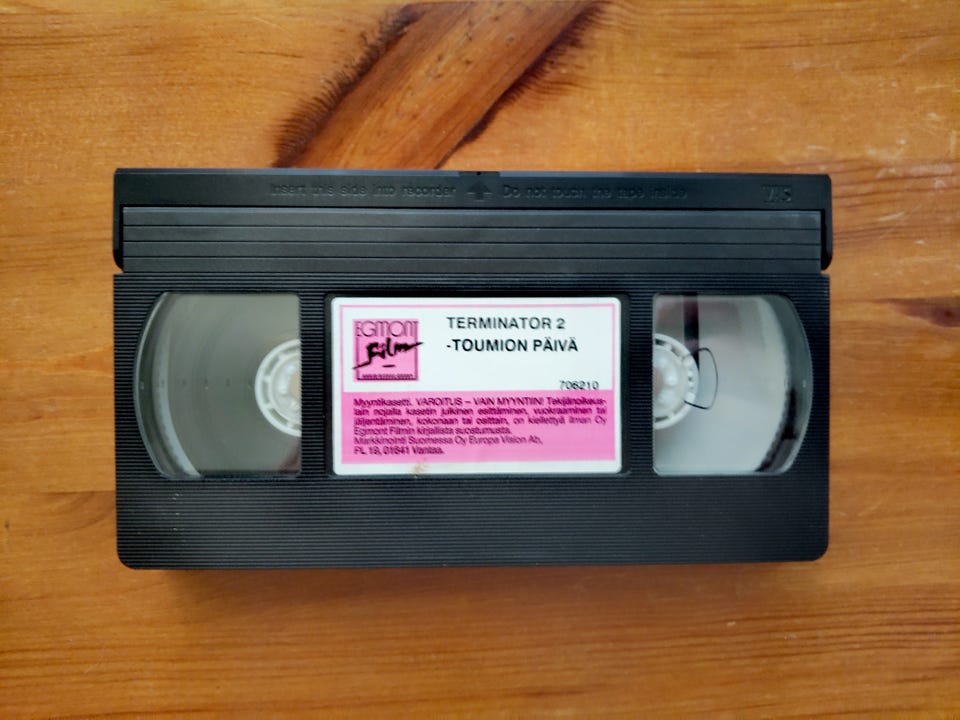 Insert this side into recorder Do not touch the tape inside VHS
EGMONT
Film
TERMINATOR 2
-TOUMION PÄIVÄ
706210
Myyntikasetti. VAROITUS – VAIN MYYNTIIN! Tekijänoikeus-
lain nojalla kasetin julkinen esittäminen, vuokraaminen tai
jäljentäminen, kokonaan tai osittain, on kiellettyä ilman Oy
Egmont Filmin kirjallista suostumusta.
Markkinointi Suomessa Oy Europa Vision Ab,
PL 19, 01641 Vantaa.